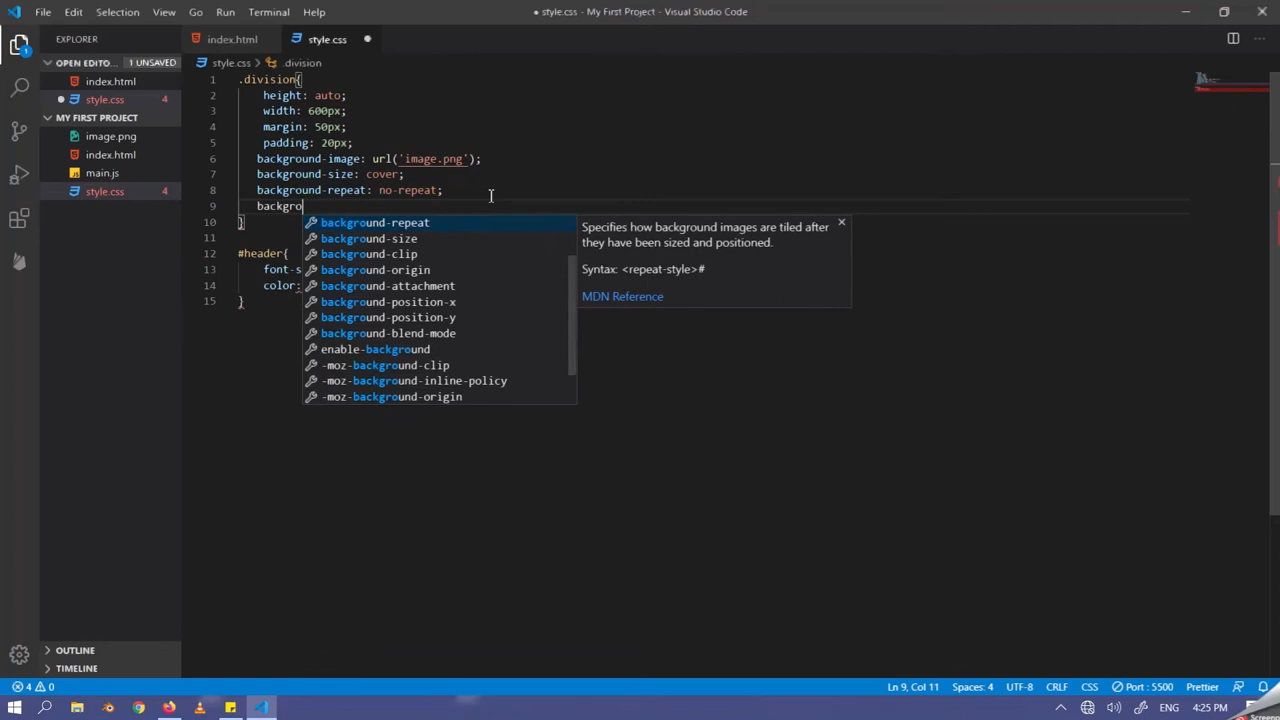 File Edit Selection View Go Run Terminal Help
● style.css - My First Project - Visual Studio Code
EXPLORER
OPEN EDITO... 1 UNSAVED
index.html
style.css 4
MY FIRST PROJECT
image.png
index.html
main.js
style.css 4
OUTLINE
TIMELINE
index.html style.css
style.css > .division
1 .division{
2 height: auto;
3 width: 600px;
4 margin: 50px;
5 padding: 20px;
6 background-image: url('image.png');
7 background-size: cover;
8 background-repeat: no-repeat;
9 backgro
10 }
11
12 #header{
13 font-s
14 color:
15 }
background-repeat
background-size
background-clip
background-origin
background-attachment
background-position-x
background-position-y
background-blend-mode
enable-background
-moz-background-clip
-moz-background-inline-policy
-moz-background-origin
Specifies how background images are tiled after
they have been sized and positioned.
Syntax: <repeat-style>#
MDN Reference
4 0
Ln 9, Col 11 Spaces: 4 UTF-8 CRLF CSS Port : 5500 Prettier
ENG 4:25 PM